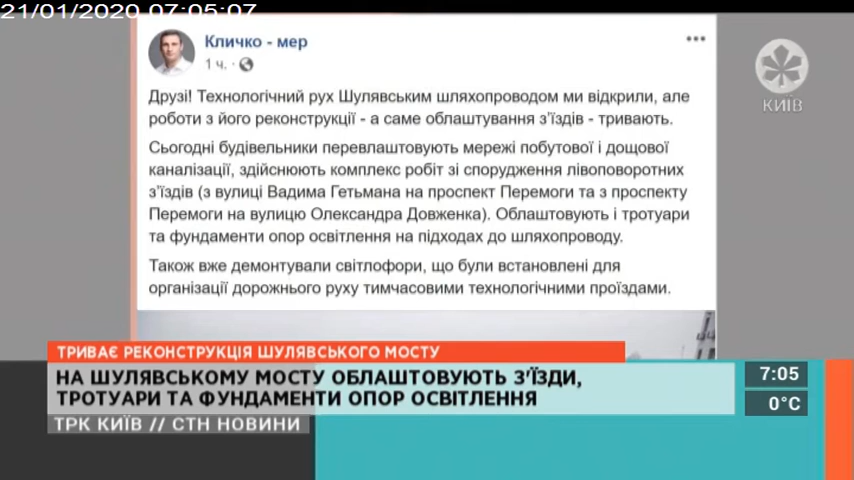 21/01/2020 07:05:07
Кличко - мер
1 ч. ·
КИЇВ
Друзі! Технологічний рух Шулявським шляхопроводом ми відкрили, але
роботи з його реконструкції - а саме облаштування з’їздів - тривають.
Сьогодні будівельники перевлаштовують мережі побутової і дощової
каналізації, здійснюють комплекс робіт зі спорудження лівоповоротних
з’їздів (з вулиці Вадима Гетьмана на проспект Перемоги та з проспекту
Перемоги на вулицю Олександра Довженка). Облаштовують і тротуари
та фундаменти опор освітлення на підходах до шляхопроводу.
Також вже демонтували світлофори, що були встановлені для
організації дорожнього руху тимчасовими технологічними проїздами.
ТРИВАЄ РЕКОНСТРУКЦІЯ ШУЛЯВСЬКОГО МОСТУ
НА ШУЛЯВСЬКОМУ МОСТУ ОБЛАШТОВУЮТЬ З’ЇЗДИ,
ТРОТУАРИ ТА ФУНДАМЕНТИ ОПОР ОСВІТЛЕННЯ
ТРК КИЇВ // СТН НОВИНИ
7:05
0°C